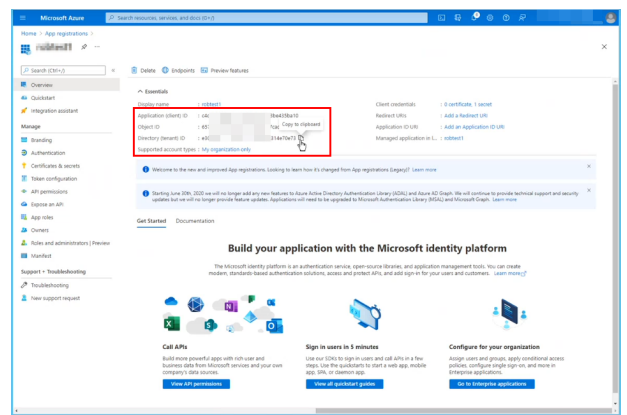 Microsoft Azure
Search resources, services, and docs (G+/)
Home > App registrations >
robtest1
Search (Ctrl+/)
Delete
Endpoints
Preview features
Overview
Quickstart
Integration assistant
Manage
Branding
Authentication
Certificates & secrets
Token configuration
API permissions
Expose an API
App roles
Owners
Roles and administrators | Preview
Manifest
Support + Troubleshooting
Troubleshooting
New support request
Essentials
Display name : robtest1
Application (client) ID
Object ID
Directory (tenant) ID
Supported account types : My organization only
Copy to clipboard
Client credentials : 0 certificate, 1 secret
Redirect URIs : Add a Redirect URI
Application ID URI : Add an Application ID URI
Managed application in l... : robtest1
Welcome to the new and improved App registrations. Looking to learn how it's changed from App registrations (Legacy)? Learn more
Starting June 30th, 2020 we will no longer add any new features to Azure Active Directory Authentication Library (ADAL) and Azure AD Graph. We will continue to provide technical support and security
updates but we will no longer provide feature updates. Applications will need to be upgraded to Microsoft Authentication Library (MSAL) and Microsoft Graph. Learn more
Get Started
Documentation
Build your application with the Microsoft identity platform
The Microsoft identity platform is an authentication service, open-source libraries, and application management tools. You can create
modern, standards-based authentication solutions, access and protect APIs, and add sign-in for your users and customers. Learn more
Call APIs
Build more powerful apps with rich user and
business data from Microsoft services and your own
company's data sources.
View API permissions
Sign in users in 5 minutes
Use our SDKs to sign in users and call APIs in a few
steps. Use the quickstarts to start a web app, mobile
app, SPA, or daemon app.
View all quickstart guides
Configure for your organization
Assign users and groups, apply conditional access
policies, configure single sign-on, and more in
Enterprise applications.
Go to Enterprise applications